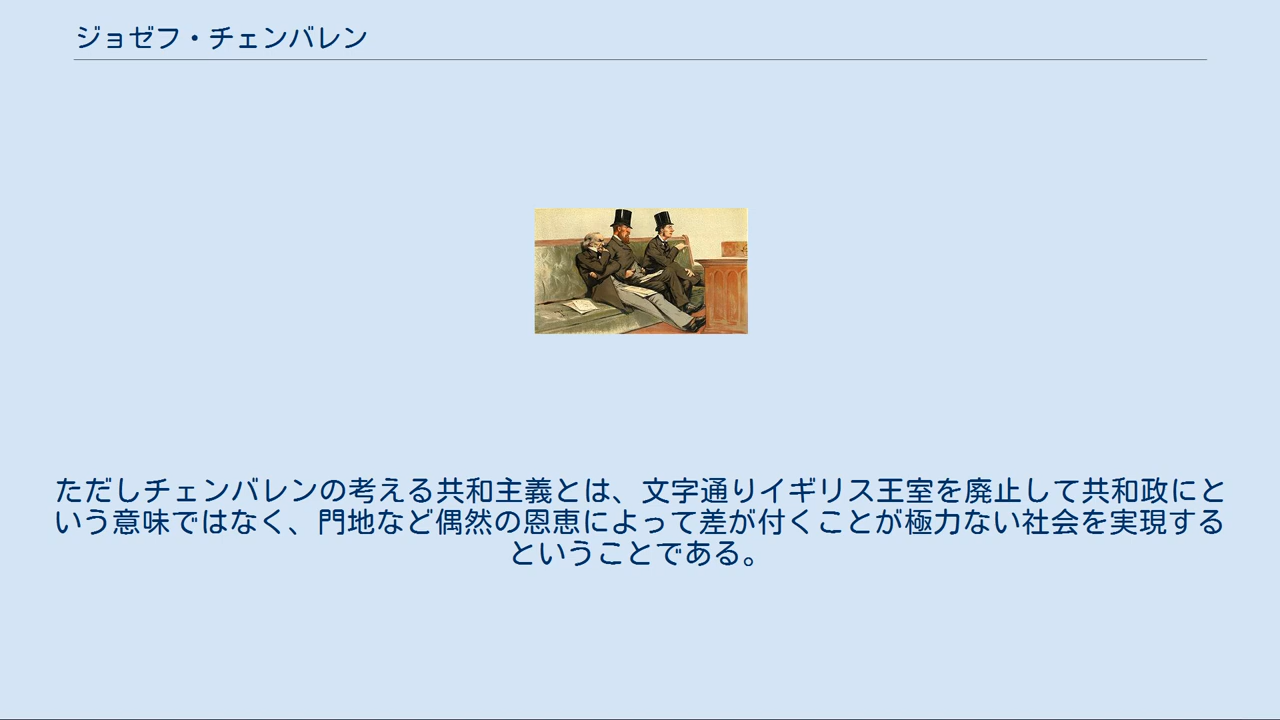 ジョゼフ・チェンバレン
ただしチェンバレンの考える共和主義とは、文字通りイギリス王室を廃止して共和政にと
いう意味ではなく、門地など偶然の恩恵によって差が付くことが極力ない社会を実現する
ということである。